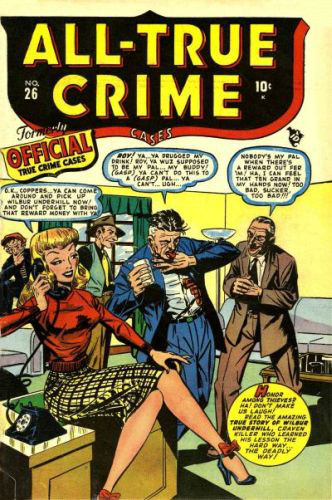 ALL-TRUE
CRIME
NO.
26
10¢
K
CASES
Formerly
OFFICIAL
TRUE CRIME CASES
O.K., COPPERS...YA CAN COME
AROUND AND PICK UP
WILBUR UNDERHILL NOW!
AND DON'T FORGET TO BRING
THAT REWARD MONEY WITH YA!
ROY! YA...YA DRUGGED MY
DRINK! ROY, YA WUZ SUPPOSED
TO BE MY PAL... MY BUDDY!
(GASP) YA CAN'T DO THIS TO
A (GASP) PAL... YA
CAN'T... UGH...
NOBODY'S MY PAL
WHEN THERE'S
A REWARD OUT FER
'IM! HA, I CAN FEEL
THAT TEN GRAND IN
MY HANDS NOW! TOO
BAD, SUCKER,
TOO BAD!!!
HONOR
AMONG THIEVES?
HA! DON'T MAKE
US LAUGH!
READ THE AMAZING
TRUE STORY OF WILBUR
UNDERHILL, CRAVEN
KILLER WHO LEARNED
HIS LESSON THE
HARD WAY...
THE DEADLY
WAY!